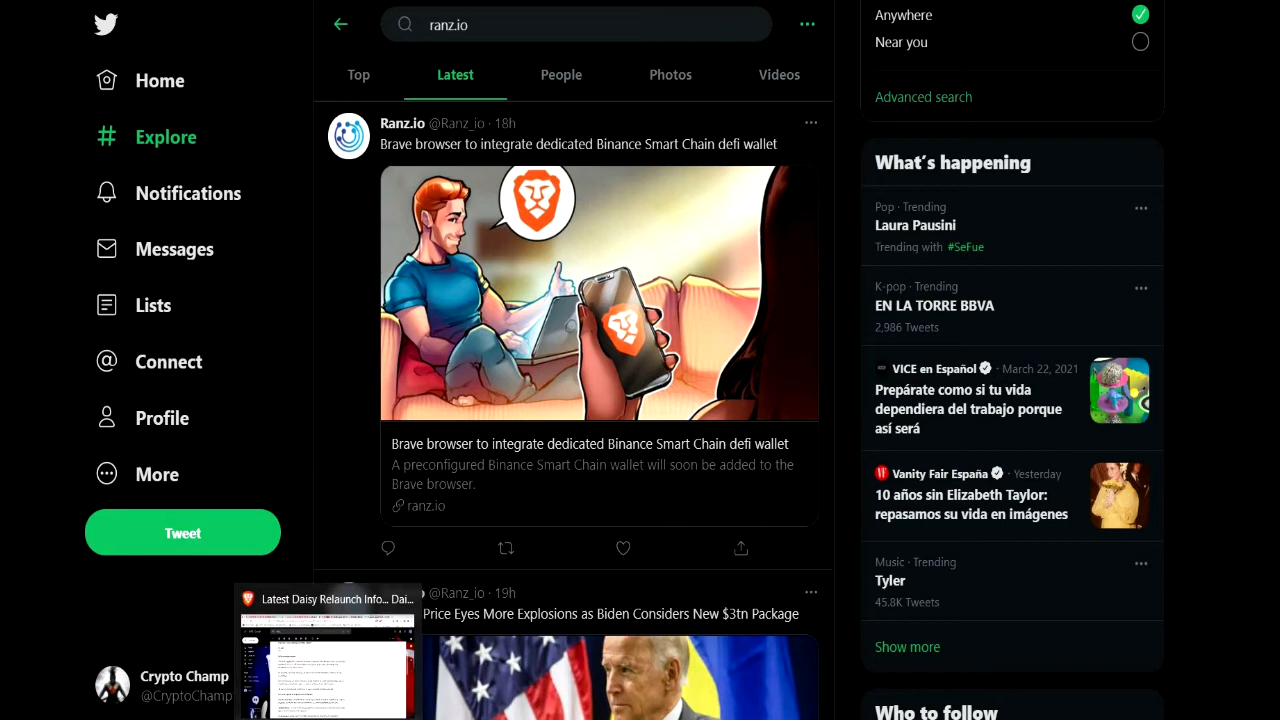 ranz.io
Top
Latest
People
Photos
Videos
Home
Explore
Notifications
Messages
Lists
Connect
Profile
More
Tweet
Crypto Champ
@CryptoChamp
Ranz.io @Ranz_io · 18h
Brave browser to integrate dedicated Binance Smart Chain defi wallet
Brave browser to integrate dedicated Binance Smart Chain defi wallet
A preconfigured Binance Smart Chain wallet will soon be added to the
Brave browser.
ranz.io
@Ranz_io · 19h
Price Eyes More Explosions as Biden Considers New $3tn Package
Latest Daisy Relaunch Info... Dai...
Anywhere
Near you
Advanced search
What's happening
Pop · Trending
Laura Pausini
Trending with #SeFue
K-pop · Trending
EN LA TORRE BBVA
2,986 Tweets
VICE en Español · March 22, 2021
Prepárate como si tu vida
dependiera del trabajo porque
así será
Vanity Fair España · Yesterday
10 años sin Elizabeth Taylor:
repasamos su vida en imágenes
Music · Trending
Tyler
45.8K Tweets
Show more